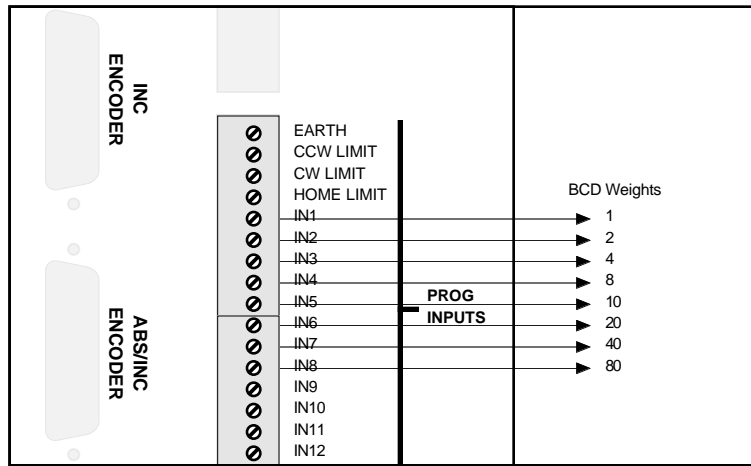 INC
ENCODER
ABS/INC
ENCODER
EARTH
CCW LIMIT
CW LIMIT
HOME LIMIT
IN1
IN2
IN3
IN4
IN5
IN6
IN7
IN8
IN9
IN10
IN11
IN12
PROG
INPUTS
BCD Weights
1
2
4
8
10
20
40
80